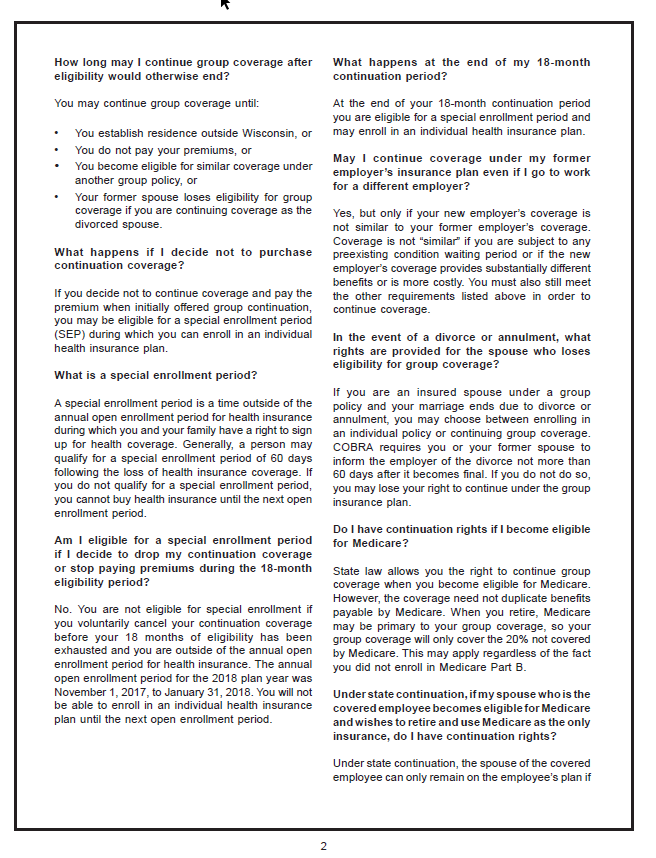 How long may I continue group coverage after
eligibility would otherwise end?
You may continue group coverage until:
• You establish residence outside Wisconsin, or
• You do not pay your premiums, or
• You become eligible for similar coverage under
another group policy, or
• Your former spouse loses eligibility for group
coverage if you are continuing coverage as the
divorced spouse.
What happens if I decide not to purchase
continuation coverage?
If you decide not to continue coverage and pay the
premium when initially offered group continuation,
you may be eligible for a special enrollment period
(SEP) during which you can enroll in an individual
health insurance plan.
What is a special enrollment period?
A special enrollment period is a time outside of the
annual open enrollment period for health insurance
during which you and your family have a right to sign
up for health coverage. Generally, a person may
qualify for a special enrollment period of 60 days
following the loss of health insurance coverage. If
you do not qualify for a special enrollment period,
you cannot buy health insurance until the next open
enrollment period.
Am I eligible for a special enrollment period
if I decide to drop my continuation coverage
or stop paying premiums during the 18-month
eligibility period?
No. You are not eligible for special enrollment if
you voluntarily cancel your continuation coverage
before your 18 months of eligibility has been
exhausted and you are outside of the annual open
enrollment period for health insurance. The annual
open enrollment period for the 2018 plan year was
November 1, 2017, to January 31, 2018. You will not
be able to enroll in an individual health insurance
plan until the next open enrollment period.
What happens at the end of my 18-month
continuation period?
At the end of your 18-month continuation period
you are eligible for a special enrollment period and
may enroll in an individual health insurance plan.
May I continue coverage under my former
employer's insurance plan even if I go to work
for a different employer?
Yes, but only if your new employer's coverage is
not similar to your former employer's coverage.
Coverage is not “similar” if you are subject to any
preexisting condition waiting period or if the new
employer's coverage provides substantially different
benefits or is more costly. You must also still meet
the other requirements listed above in order to
continue coverage.
In the event of a divorce or annulment, what
rights are provided for the spouse who loses
eligibility for group coverage?
If you are an insured spouse under a group
policy and your marriage ends due to divorce or
annulment, you may choose between enrolling in
an individual policy or continuing group coverage.
COBRA requires you or your former spouse to
inform the employer of the divorce not more than
60 days after it becomes final. If you do not do so,
you may lose your right to continue under the group
insurance plan.
Do I have continuation rights if I become eligible
for Medicare?
State law allows you the right to continue group
coverage when you become eligible for Medicare.
However, the coverage need not duplicate benefits
payable by Medicare. When you retire, Medicare
may be primary to your group coverage, so your
group coverage will only cover the 20% not covered
by Medicare. This may apply regardless of the fact
you did not enroll in Medicare Part B.
Under state continuation, if my spouse who is the
covered employee becomes eligible for Medicare
and wishes to retire and use Medicare as the only
insurance, do I have continuation rights?
Under state continuation, the spouse of the covered
employee can only remain on the employee's plan if
2